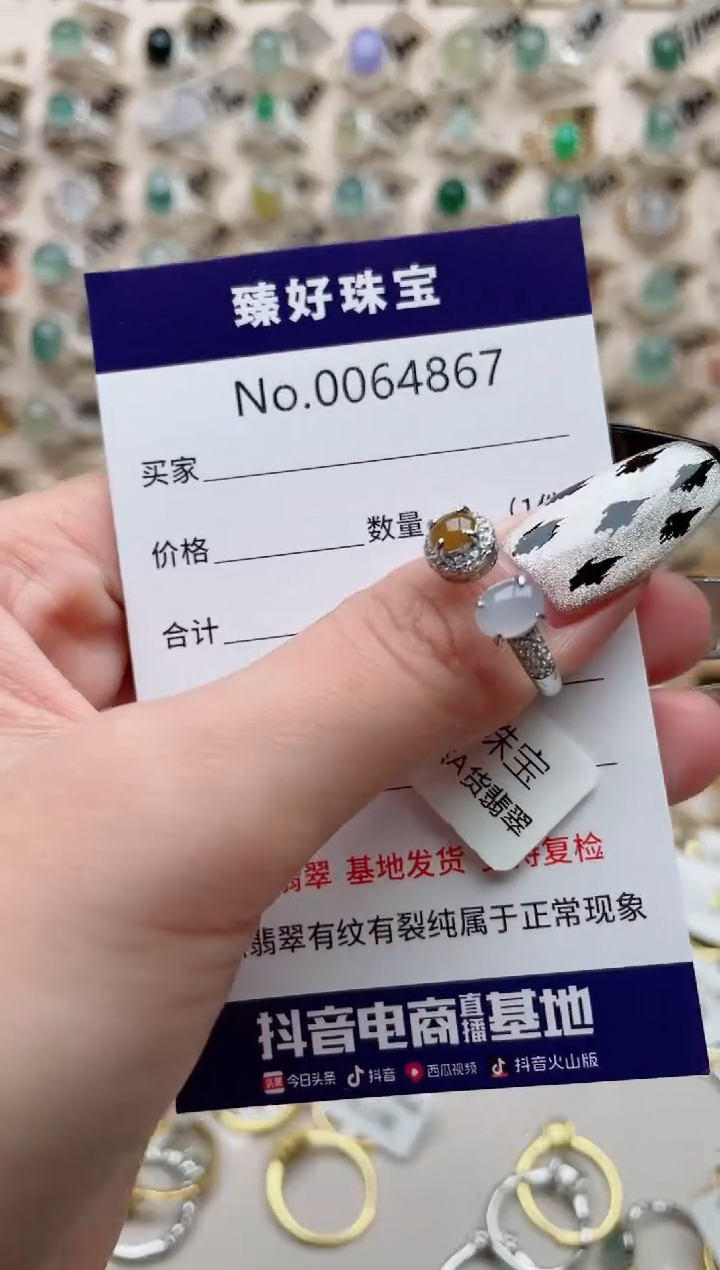 臻好珠宝
No.0064867
买家
价格 数量
合计
珠宝
A货翡翠
翡翠 基地发货 支持复检
翡翠有纹有裂纯属于正常现象
抖音电商直播基地
今日头条 抖音 西瓜视频 抖音火山版